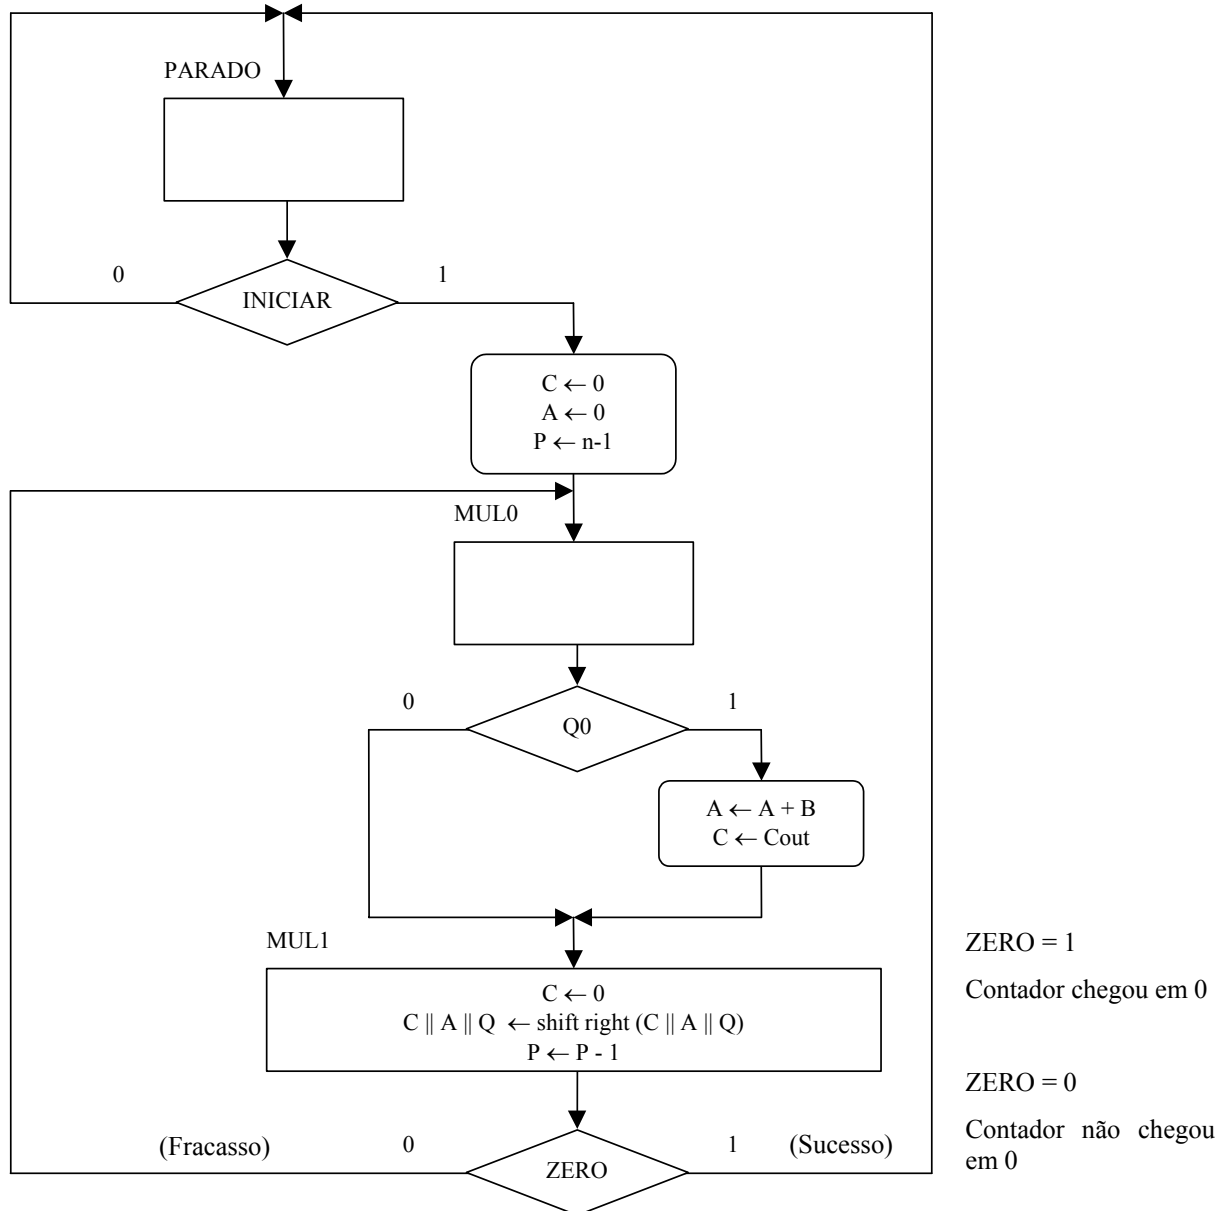 PARADO
0
1
INICIAR
C ← 0
A ← 0
P ← n-1
MUL0
0
1
Q0
A ← A + B
C ← Cout
MUL1
C ← 0
C || A || Q ← shift right (C || A || Q)
P ← P - 1
ZERO = 1
Contador chegou em 0
ZERO = 0
Contador não chegou
em 0
(Fracasso)
0
1
(Sucesso)
ZERO